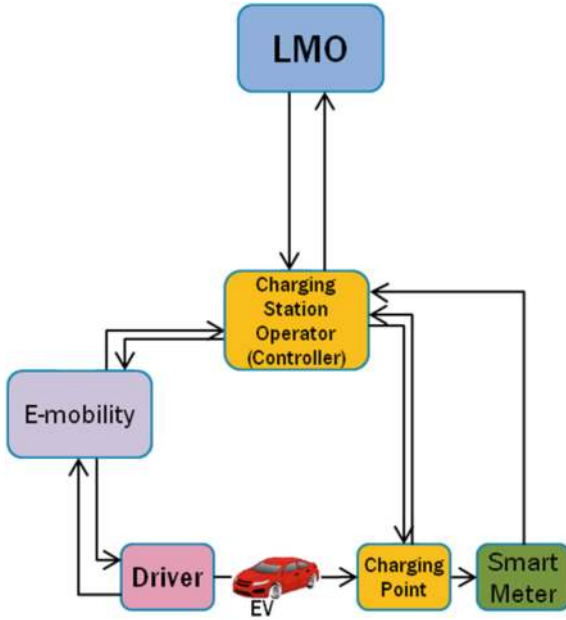 LMO
Charging
Station
Operator
(Controller)
E-mobility
Driver
EV
Charging
Point
Smart
Meter